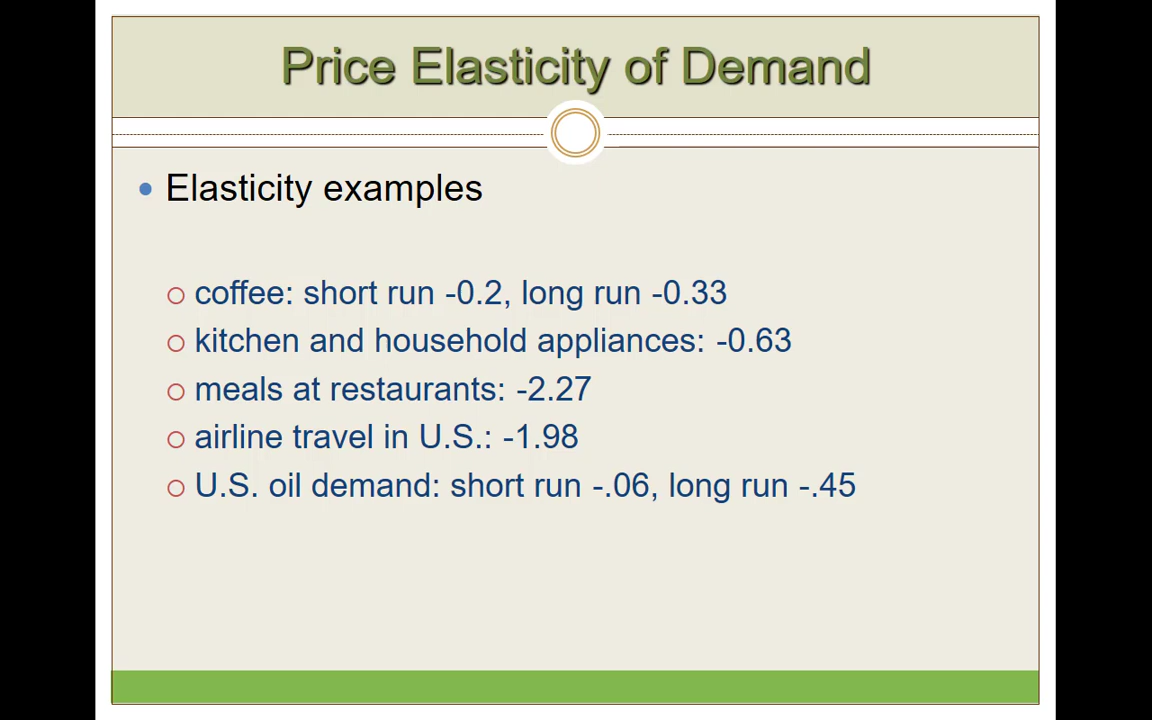 Price Elasticity of Demand
Elasticity examples
coffee: short run -0.2, long run -0.33
kitchen and household appliances: -0.63
meals at restaurants: -2.27
airline travel in U.S.: -1.98
U.S. oil demand: short run -.06, long run -.45